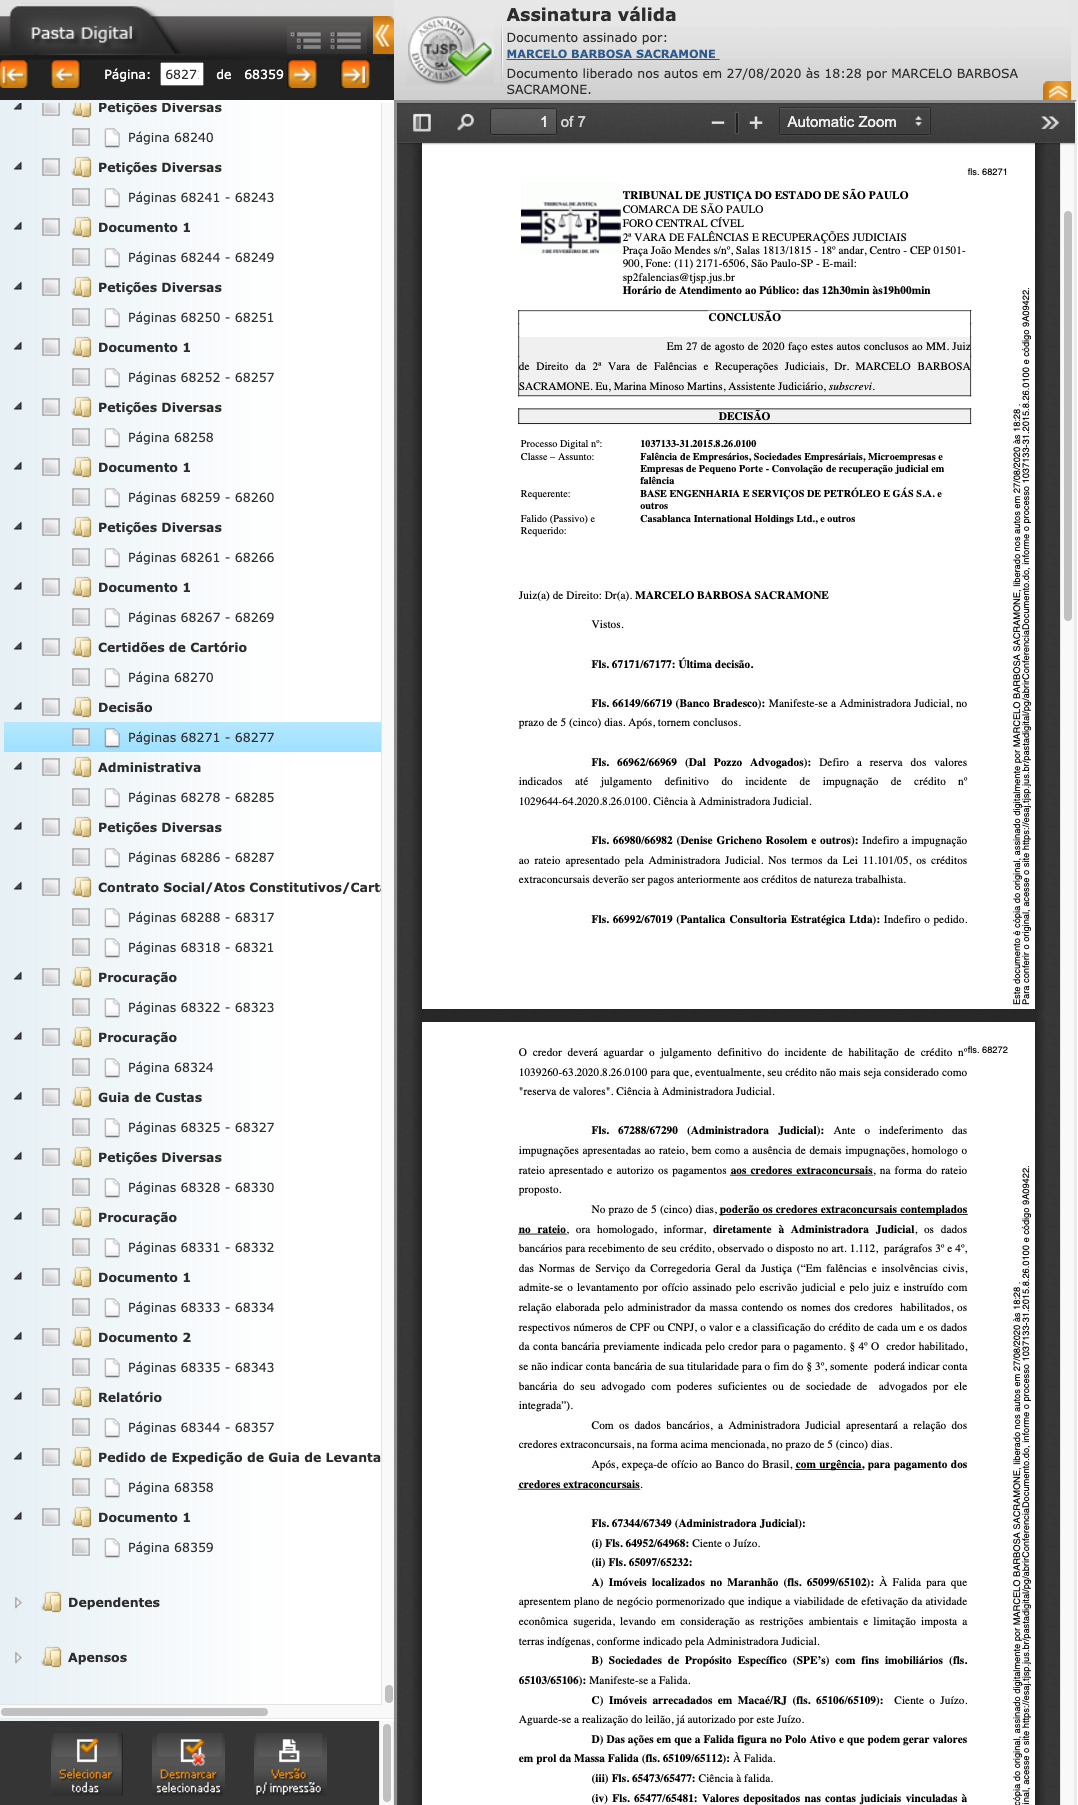 Pasta Digital
Página: 6827 de 68359
Petições Diversas
Página 68240
Petições Diversas
Páginas 68241 - 68243
Documento 1
Páginas 68244 - 68249
Petições Diversas
Páginas 68250 - 68251
Documento 1
Páginas 68252 - 68257
Petições Diversas
Página 68258
Documento 1
Páginas 68259 - 68260
Petições Diversas
Páginas 68261 - 68266
Documento 1
Páginas 68267 - 68269
Certidões de Cartório
Página 68270
Decisão
Páginas 68271 - 68277
Administrativa
Páginas 68278 - 68285
Petições Diversas
Páginas 68286 - 68287
Contrato Social/Atos Constitutivos/Cart
Páginas 68288 - 68317
Páginas 68318 - 68321
Procuração
Páginas 68322 - 68323
Procuração
Página 68324
Guia de Custas
Páginas 68325 - 68327
Petições Diversas
Páginas 68328 - 68330
Procuração
Páginas 68331 - 68332
Documento 1
Páginas 68333 - 68334
Documento 2
Páginas 68335 - 68343
Relatório
Páginas 68344 - 68357
Pedido de Expedição de Guia de Levanta
Página 68358
Documento 1
Página 68359
Dependentes
Apensos
Selecionar
todas
Desmarcar
selecionadas
Versão
p/ impressão
ASSINADO
TJSP
DIGITALMENTE
Assinatura válida
Documento assinado por:
MARCELO BARBOSA SACRAMONE
Documento liberado nos autos em 27/08/2020 às 18:28 por MARCELO BARBOSA
SACRAMONE.
1 of 7
Automatic Zoom
fls. 68271
TRIBUNAL DE JUSTIÇA
S P
3 DE FEVEREIRO DE 1874
TRIBUNAL DE JUSTIÇA DO ESTADO DE SÃO PAULO
COMARCA DE SÃO PAULO
FORO CENTRAL CÍVEL
2ª VARA DE FALÊNCIAS E RECUPERAÇÕES JUDICIAIS
Praça João Mendes s/nº, Salas 1813/1815 - 18º andar, Centro - CEP 01501-
900, Fone: (11) 2171-6506, São Paulo-SP - E-mail:
sp2falencias@tjsp.jus.br
Horário de Atendimento ao Público: das 12h30min às19h00min
CONCLUSÃO
Em 27 de agosto de 2020 faço estes autos conclusos ao MM. Juiz
de Direito da 2ª Vara de Falências e Recuperações Judiciais, Dr. MARCELO BARBOSA
SACRAMONE. Eu, Marina Minoso Martins, Assistente Judiciário, subscrevi.
DECISÃO
Processo Digital nº: 1037133-31.2015.8.26.0100
Classe – Assunto: Falência de Empresários, Sociedades Empresáriais, Microempresas e
Empresas de Pequeno Porte - Convolação de recuperação judicial em
falência
Requerente: BASE ENGENHARIA E SERVIÇOS DE PETRÓLEO E GÁS S.A. e
outros
Falido (Passivo) e Casablanca International Holdings Ltd., e outros
Requerido:
Juiz(a) de Direito: Dr(a). MARCELO BARBOSA SACRAMONE
Vistos.
Fls. 67171/67177: Última decisão.
Fls. 66149/66719 (Banco Bradesco): Manifeste-se a Administradora Judicial, no
prazo de 5 (cinco) dias. Após, tornem conclusos.
Fls. 66962/66969 (Dal Pozzo Advogados): Defiro a reserva dos valores
indicados até julgamento definitivo do incidente de impugnação de crédito nº
1029644-64.2020.8.26.0100. Ciência à Administradora Judicial.
Fls. 66980/66982 (Denise Gricheno Rosolem e outros): Indefiro a impugnação
ao rateio apresentado pela Administradora Judicial. Nos termos da Lei 11.101/05, os créditos
extraconcursais deverão ser pagos anteriormente aos créditos de natureza trabalhista.
Fls. 66992/67019 (Pantalica Consultoria Estratégica Ltda): Indefiro o pedido.
Este documento é cópia do original, assinado digitalmente por MARCELO BARBOSA SACRAMONE, liberado nos autos em 27/08/2020 às 18:28 .
Para conferir o original, acesse o site https://esaj.tjsp.jus.br/pastadigital/pg/abrirConferenciaDocumento.do, informe o processo 1037133-31.2015.8.26.0100 e código 9A09422.
fls. 68272
O credor deverá aguardar o julgamento definitivo do incidente de habilitação de crédito nº
1039260-63.2020.8.26.0100 para que, eventualmente, seu crédito não mais seja considerado como
"reserva de valores". Ciência à Administradora Judicial.
Fls. 67288/67290 (Administradora Judicial): Ante o indeferimento das
impugnações apresentadas ao rateio, bem como a ausência de demais impugnações, homologo o
rateio apresentado e autorizo os pagamentos aos credores extraconcursais, na forma do rateio
proposto.
No prazo de 5 (cinco) dias, poderão os credores extraconcursais contemplados
no rateio, ora homologado, informar, diretamente à Administradora Judicial, os dados
bancários para recebimento de seu crédito, observado o disposto no art. 1.112, parágrafos 3º e 4º,
das Normas de Serviço da Corregedoria Geral da Justiça (“Em falências e insolvências civis,
admite-se o levantamento por ofício assinado pelo escrivão judicial e pelo juiz e instruído com
relação elaborada pelo administrador da massa contendo os nomes dos credores habilitados, os
respectivos números de CPF ou CNPJ, o valor e a classificação do crédito de cada um e os dados
da conta bancária previamente indicada pelo credor para o pagamento. § 4º O credor habilitado,
se não indicar conta bancária de sua titularidade para o fim do § 3º, somente poderá indicar conta
bancária do seu advogado com poderes suficientes ou de sociedade de advogados por ele
integrada”).
Com os dados bancários, a Administradora Judicial apresentará a relação dos
credores extraconcursais, na forma acima mencionada, no prazo de 5 (cinco) dias.
Após, expeça-se ofício ao Banco do Brasil, com urgência, para pagamento dos
credores extraconcursais.
Fls. 67344/67349 (Administradora Judicial):
(i) Fls. 64952/64968: Ciente o Juízo.
(ii) Fls. 65097/65232:
A) Imóveis localizados no Maranhão (fls. 65099/65102): À Falida para que
apresentem plano de negócio pormenorizado que indique a viabilidade de efetivação da atividade
econômica sugerida, levando em consideração as restrições ambientais e limitação imposta a
terras indígenas, conforme indicado pela Administradora Judicial.
B) Sociedades de Propósito Específico (SPE’s) com fins imobiliários (fls.
65103/65106): Manifeste-se a Falida.
C) Imóveis arrecadados em Macaé/RJ (fls. 65106/65109): Ciente o Juízo.
Aguarde-se a realização do leilão, já autorizado por este Juízo.
D) Das ações em que a Falida figura no Polo Ativo e que podem gerar valores
em prol da Massa Falida (fls. 65109/65112): À Falida.
(iii) Fls. 65473/65477: Ciência à falida.
(iv) Fls. 65477/65481: Valores depositados nas contas judiciais vinculadas à
cópia do original, assinado digitalmente por MARCELO BARBOSA SACRAMONE, liberado nos autos em 27/08/2020 às 18:28 .
inal, acesse o site https://esaj.tjsp.jus.br/pastadigital/pg/abrirConferenciaDocumento.do, informe o processo 1037133-31.2015.8.26.0100 e código 9A09422.